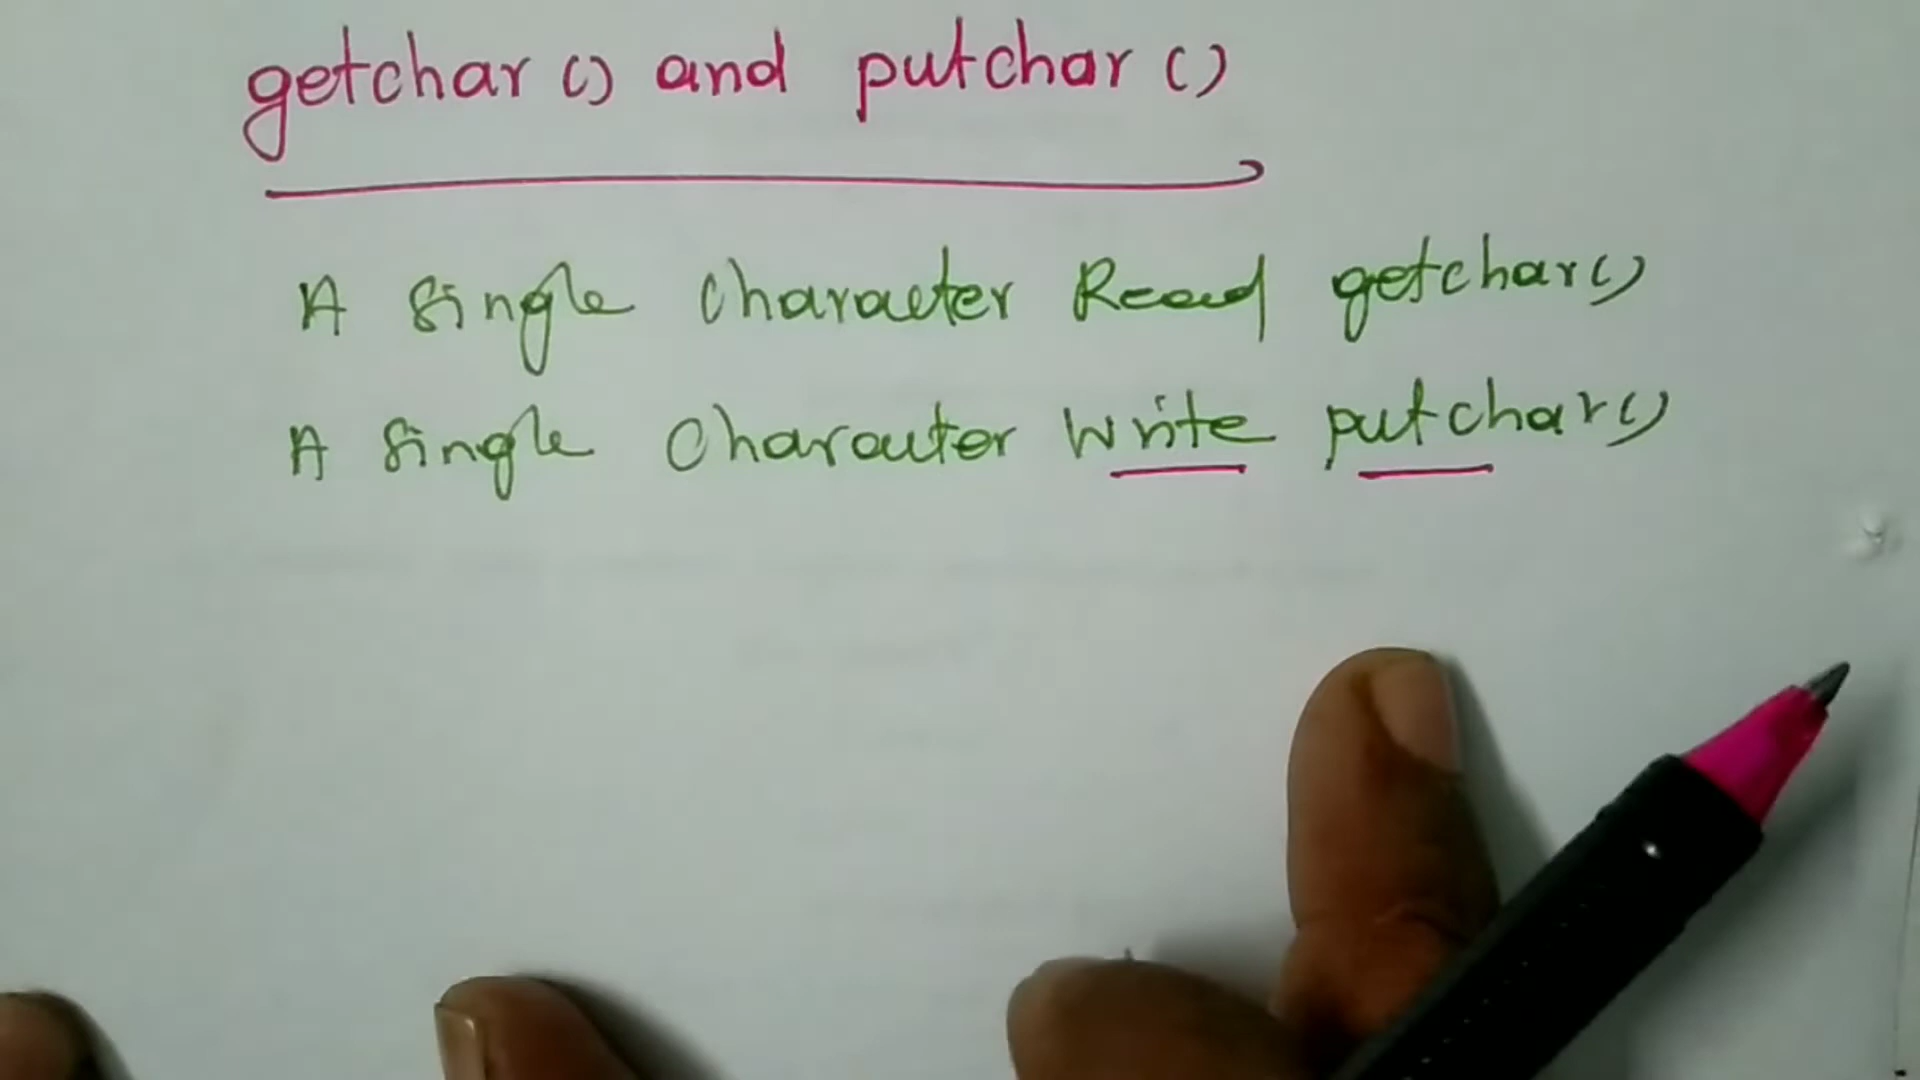 getchar () and putchar ()
A Single Character Read getchar()
A Single Character Write putchar()